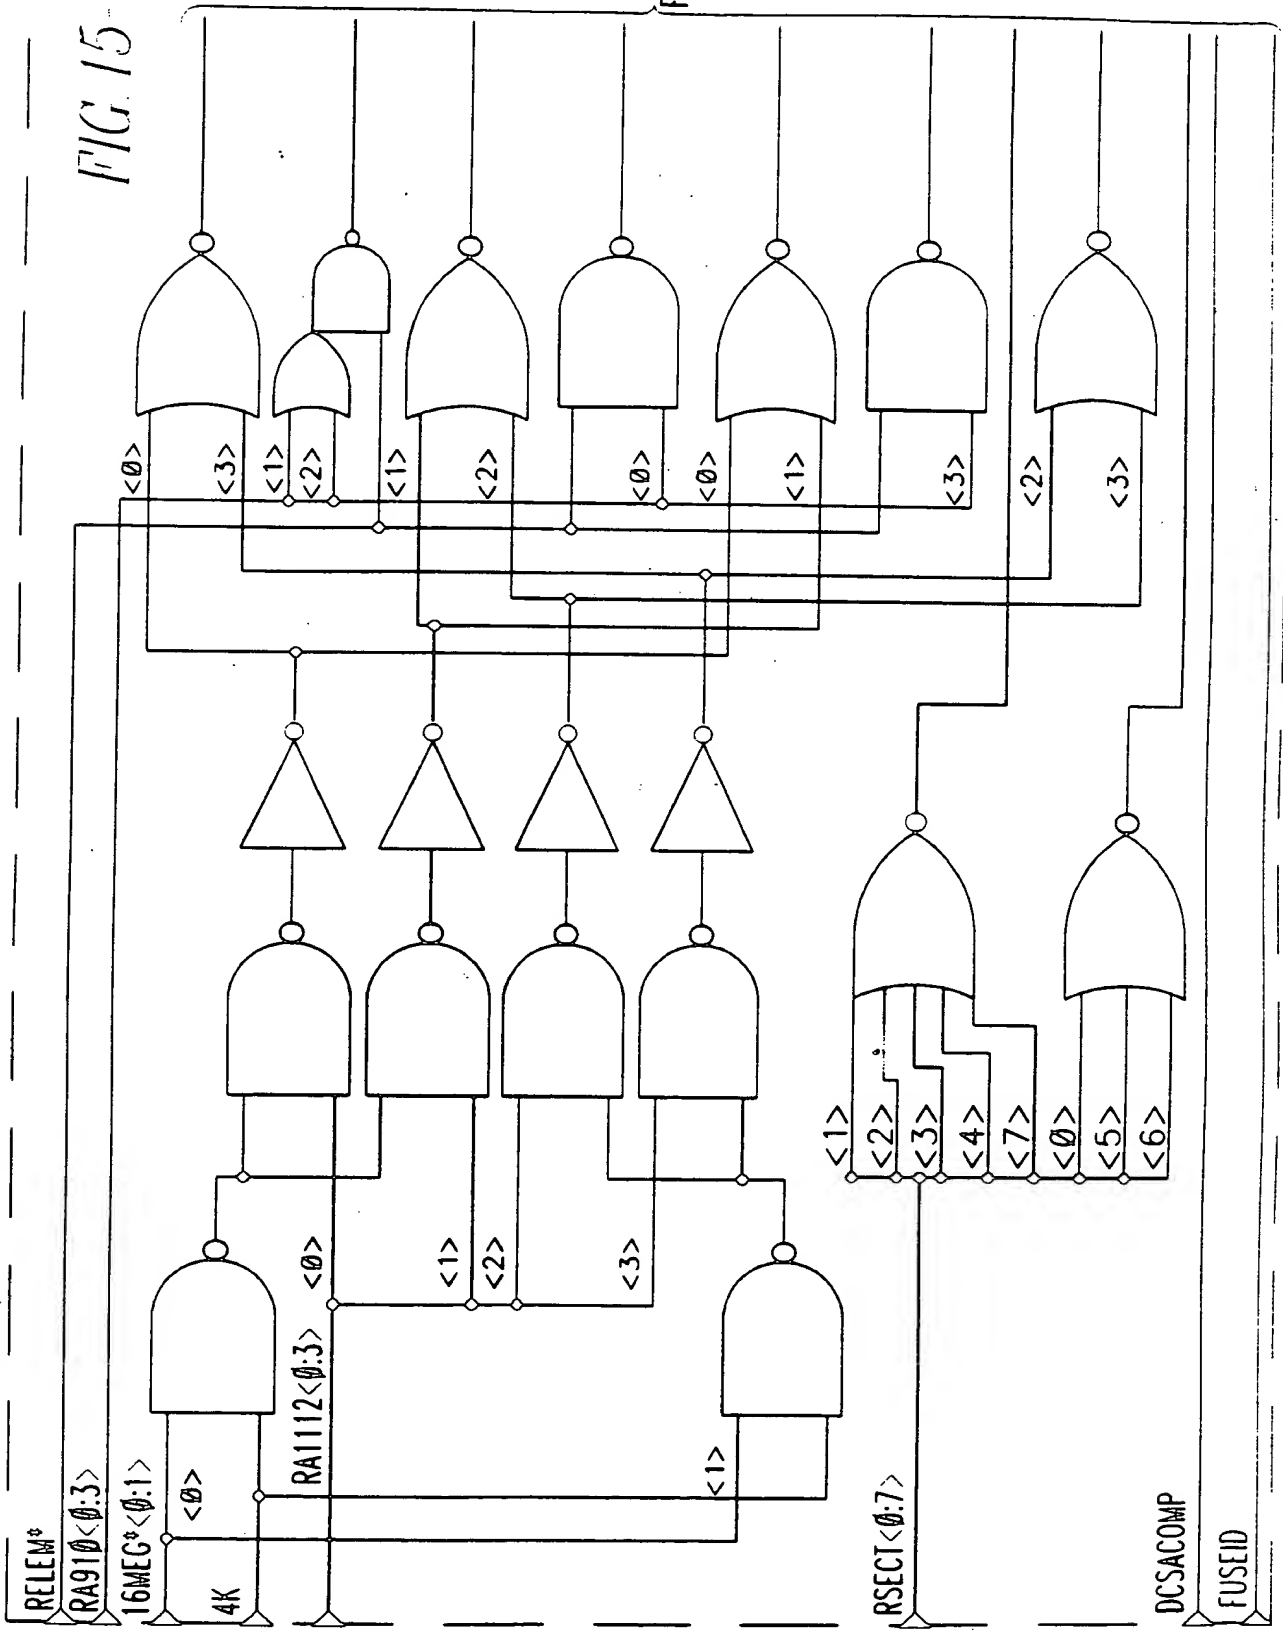 FIG. 15
F
<0>
<3>
<1>
<2>
<1>
<2>
<0>
<0>
<1>
<3>
<2>
<3>
<0>
<1>
<2>
<3>
<1>
<2>
<3>
<4>
<7>
<0>
<5>
<6>
RELEM*
RA910<0:3>
16MEG*<0:1>
<0>
4K
RA1112<0:3>
<1>
RSECT<0:7>
DCSACOMP
FUSEID